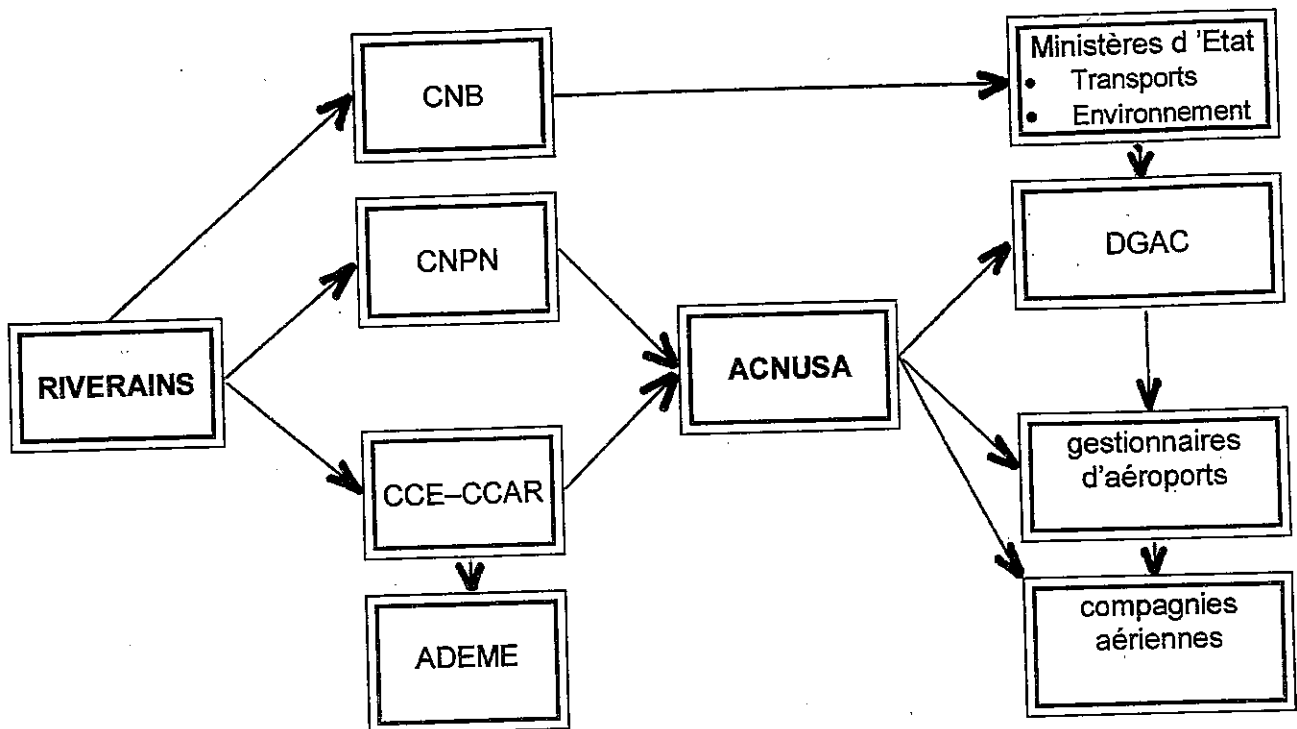 CNB
Ministères d 'Etat
• Transports
• Environnement
CNPN
DGAC
RIVERAINS
ACNUSA
CCE–CCAR
gestionnaires
d'aéroports
ADEME
compagnies
aériennes